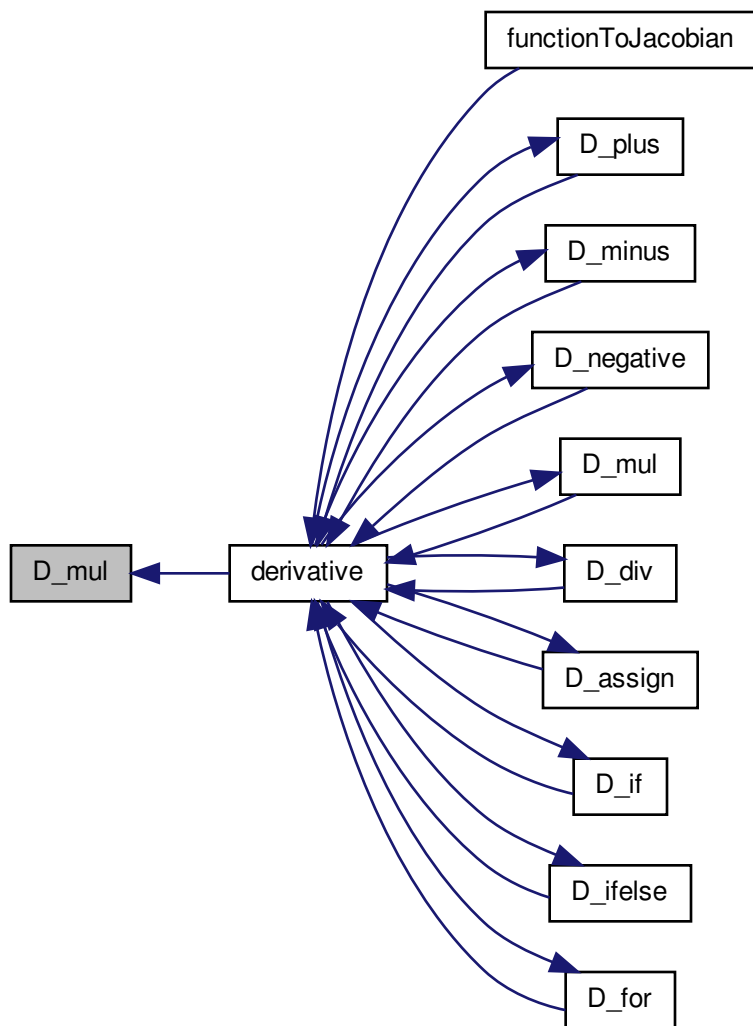 functionToJacobian
D_plus
D_minus
D_negative
D_mul
D_mul
derivative
D_div
D_assign
D_if
D_ifelse
D_for